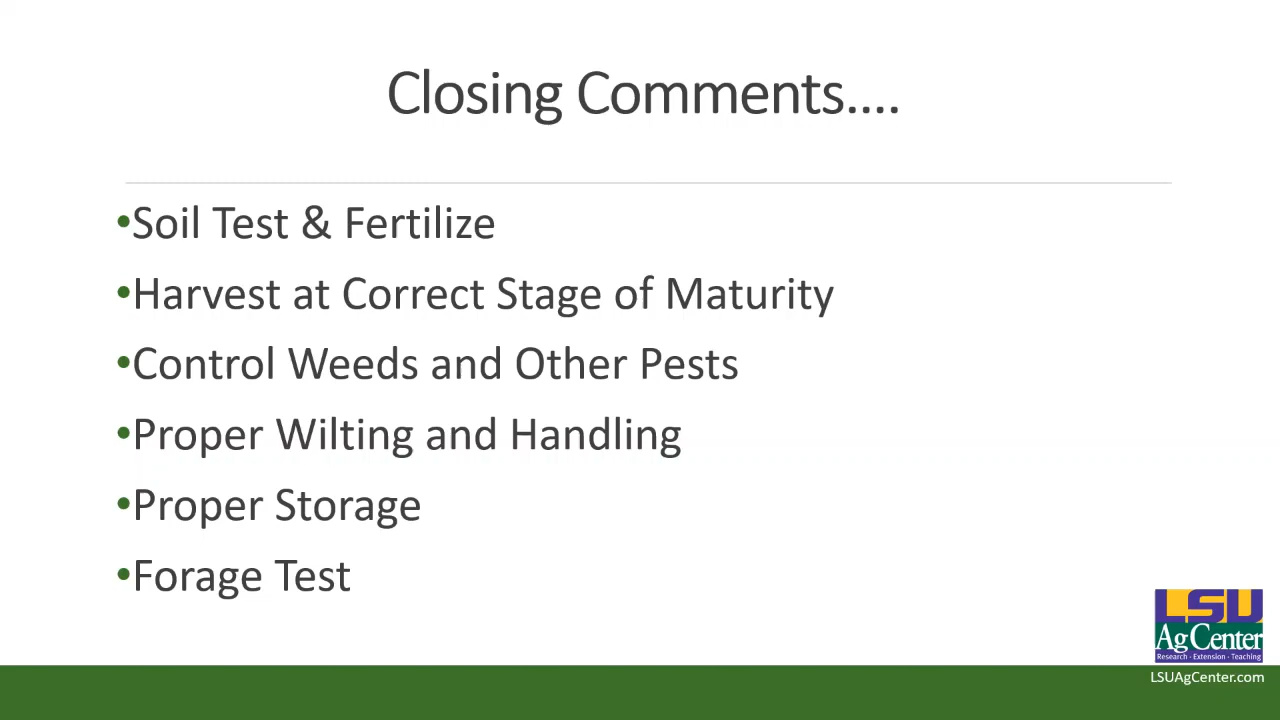 Closing Comments....
•Soil Test & Fertilize
•Harvest at Correct Stage of Maturity
•Control Weeds and Other Pests
•Proper Wilting and Handling
•Proper Storage
•Forage Test
LSU
AgCenter
Research · Extension · Teaching
LSUAgCenter.com